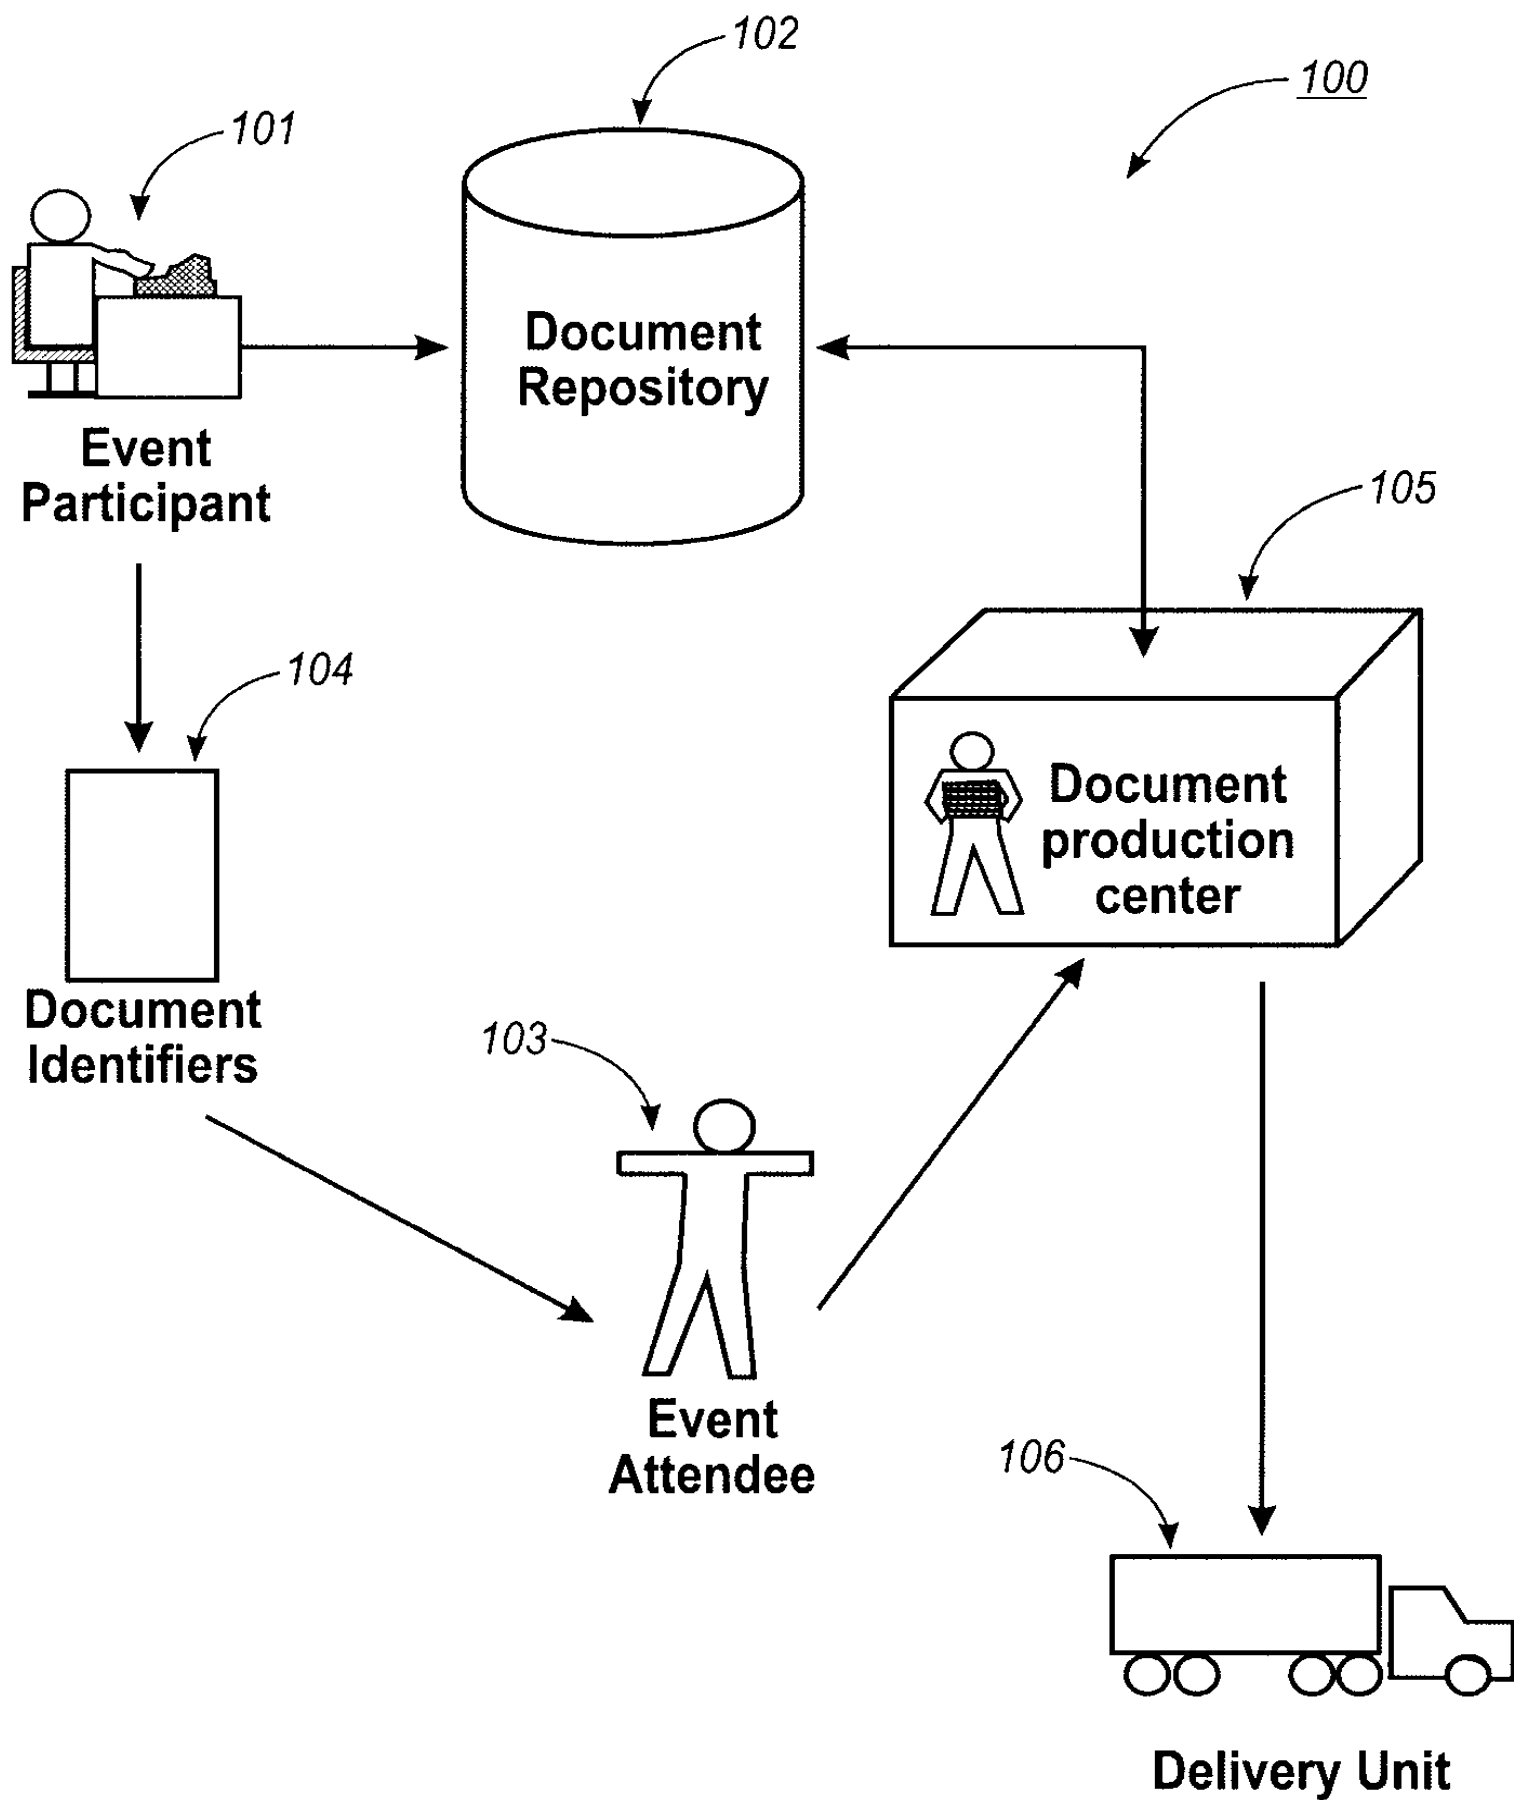 102
100
101
Document
Repository
Event
Participant
105
104
Document
production
center
Document
Identifiers
103
Event
Attendee
106
Delivery Unit